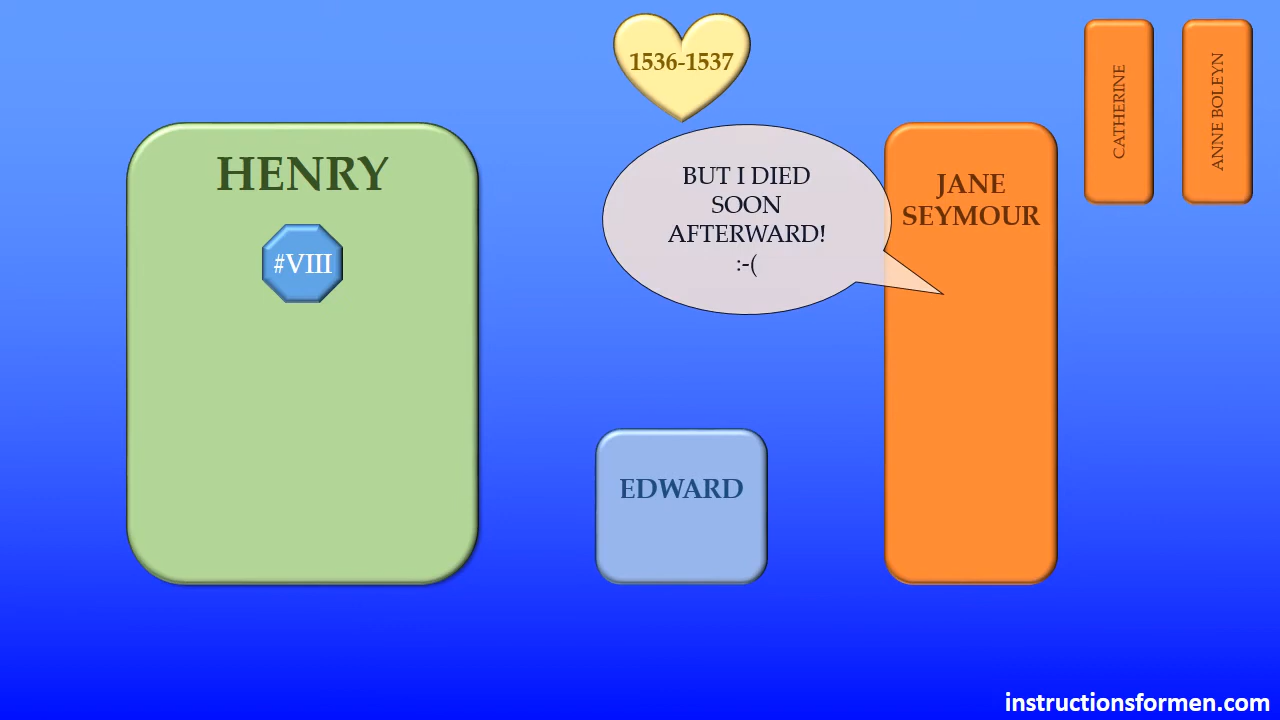 1536-1537
CATHERINE
ANNE BOLEYN
HENRY
#VIII
BUT I DIED
SOON
AFTERWARD!
:-(
JANE
SEYMOUR
EDWARD
instructionsformen.com